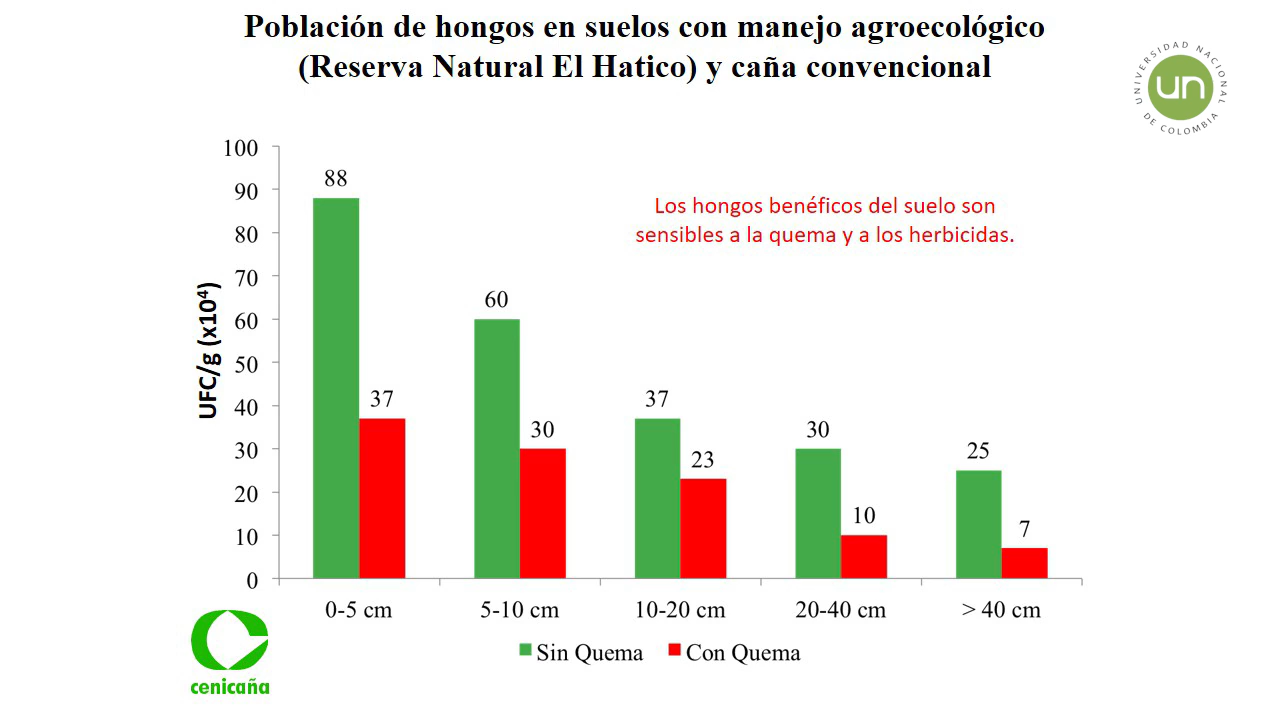 Población de hongos en suelos con manejo agroecológico
(Reserva Natural El Hatico) y caña convencional
UNIVERSIDAD NACIONAL
DE COLOMBIA
un
Los hongos benéficos del suelo son
sensibles a la quema y a los herbicidas.
UFC/g (x10⁴)
100
90
80
70
60
50
40
30
20
10
0
88
37
60
30
37
23
30
10
25
7
0-5 cm
5-10 cm
10-20 cm
20-40 cm
> 40 cm
Sin Quema
Con Quema
cenicaña